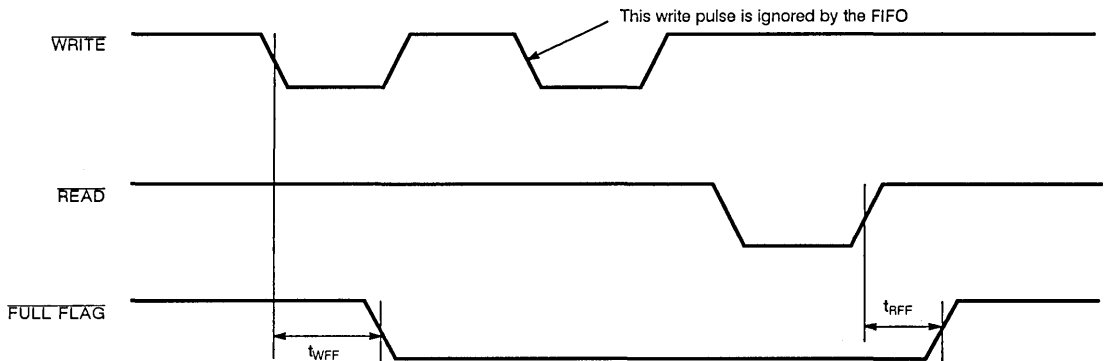 This write pulse is ignored by the FIFO
WRITE
READ
FULL FLAG
tWFF
tRFF